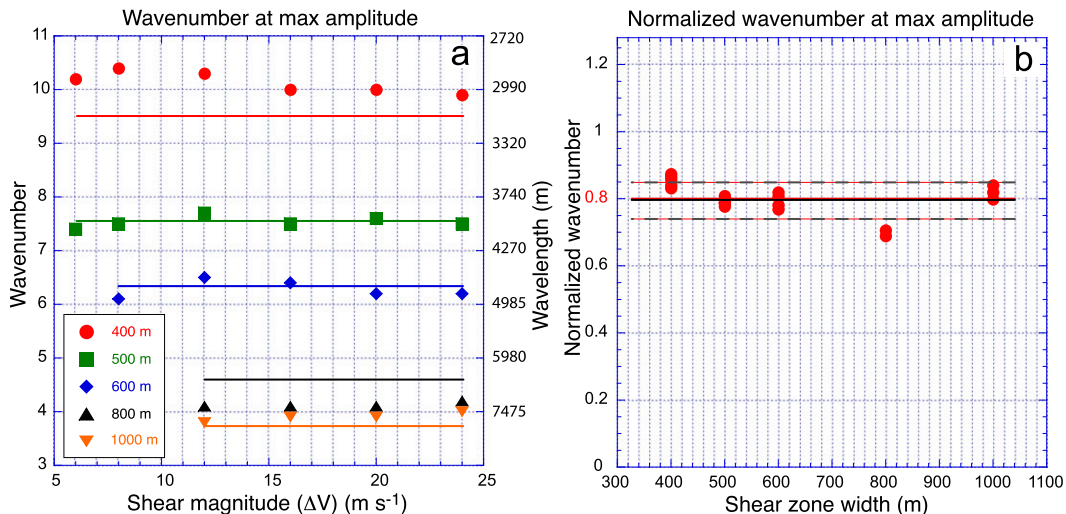 Wavenumber at max amplitude
a
11
10
9
8
7
6
5
4
3
Wavenumber
2720
2990
3320
3740
4270
4985
5980
7475
Wavelength (m)
400 m
500 m
600 m
800 m
1000 m
5
10
15
20
25
Shear magnitude (ΔV) (m s⁻¹)
Normalized wavenumber at max amplitude
b
1.2
1
0.8
0.6
0.4
0.2
0
Normalized wavenumber
300 400 500 600 700 800 900 1000 1100
Shear zone width (m)